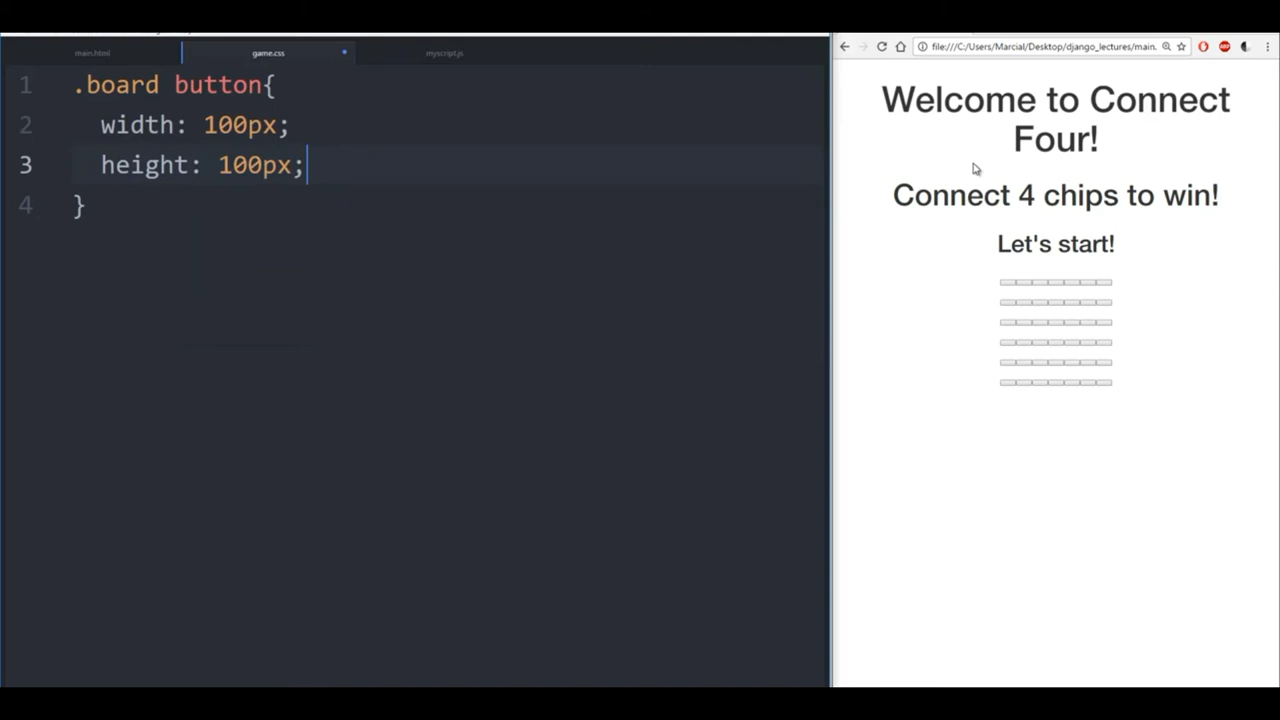 main.html
game.css
myscript.js
1 .board button{
2 width: 100px;
3 height: 100px;
4 }
file:///C:/Users/Marcial/Desktop/django_lectures/main.
ABP
Welcome to Connect
Four!
Connect 4 chips to win!
Let's start!